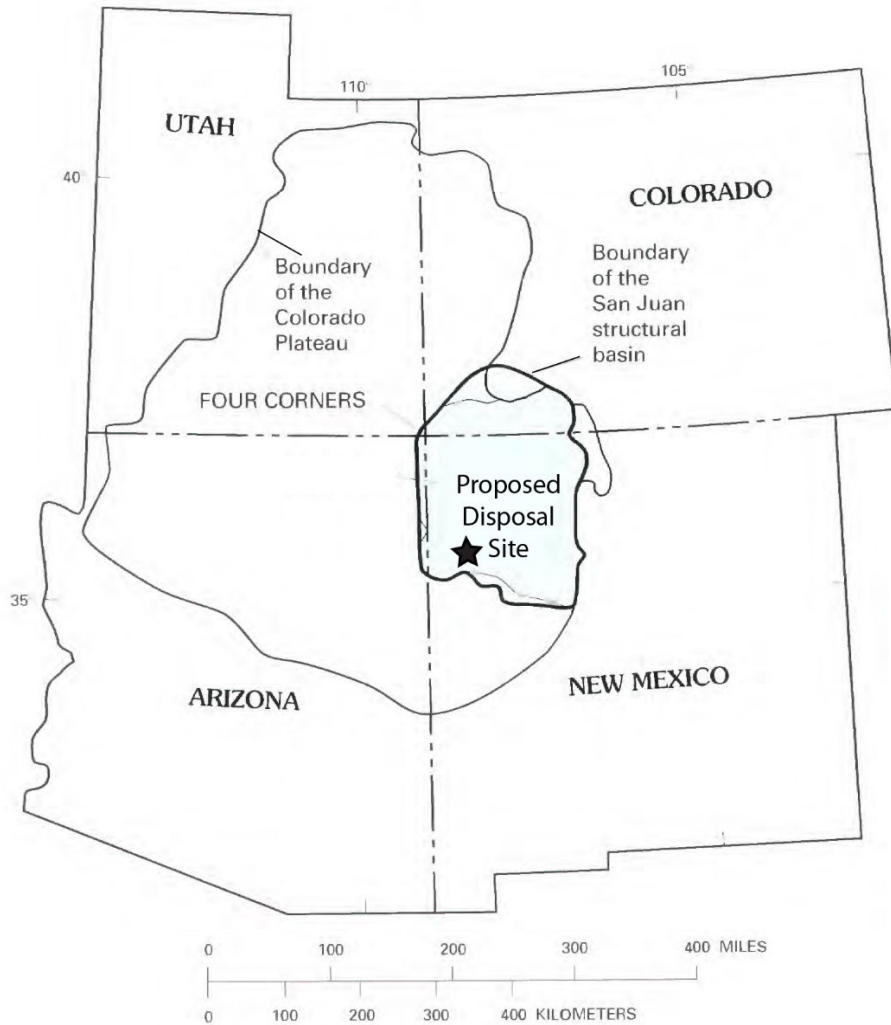 110°
105°
UTAH
40°
COLORADO
Boundary
of the
Colorado
Plateau
Boundary
of the
San Juan
structural
basin
FOUR CORNERS
Proposed
Disposal
Site
35°
ARIZONA
NEW MEXICO
0 100 200 300 400 MILES
0 100 200 300 400 KILOMETERS